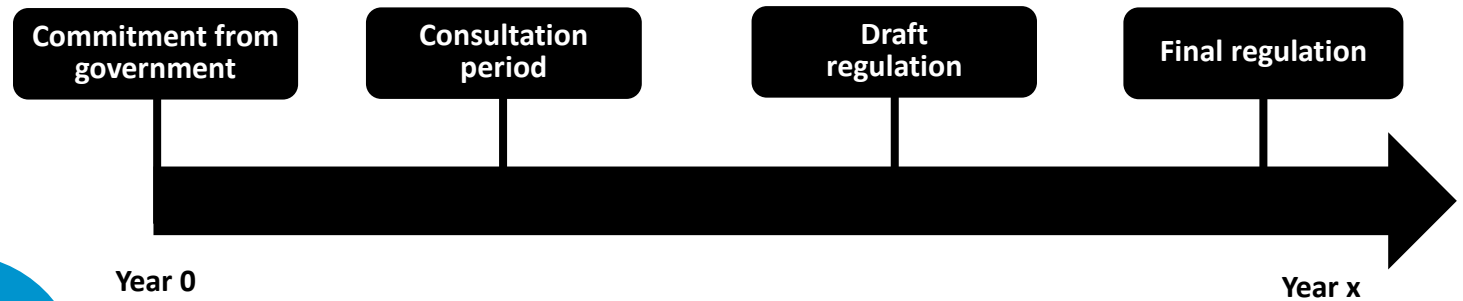 Commitment from
government
Consultation
period
Draft
regulation
Final regulation
Year 0
Year x